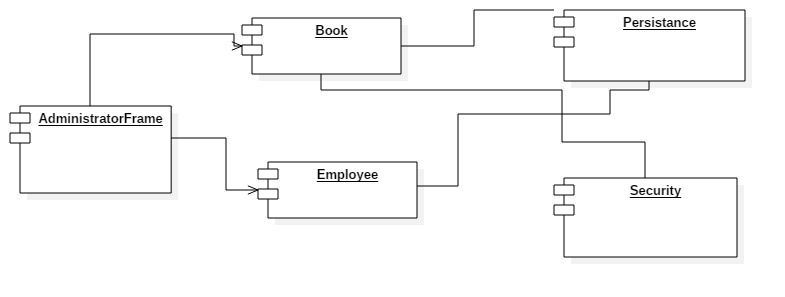 Book
Persistance
AdministratorFrame
Employee
Security